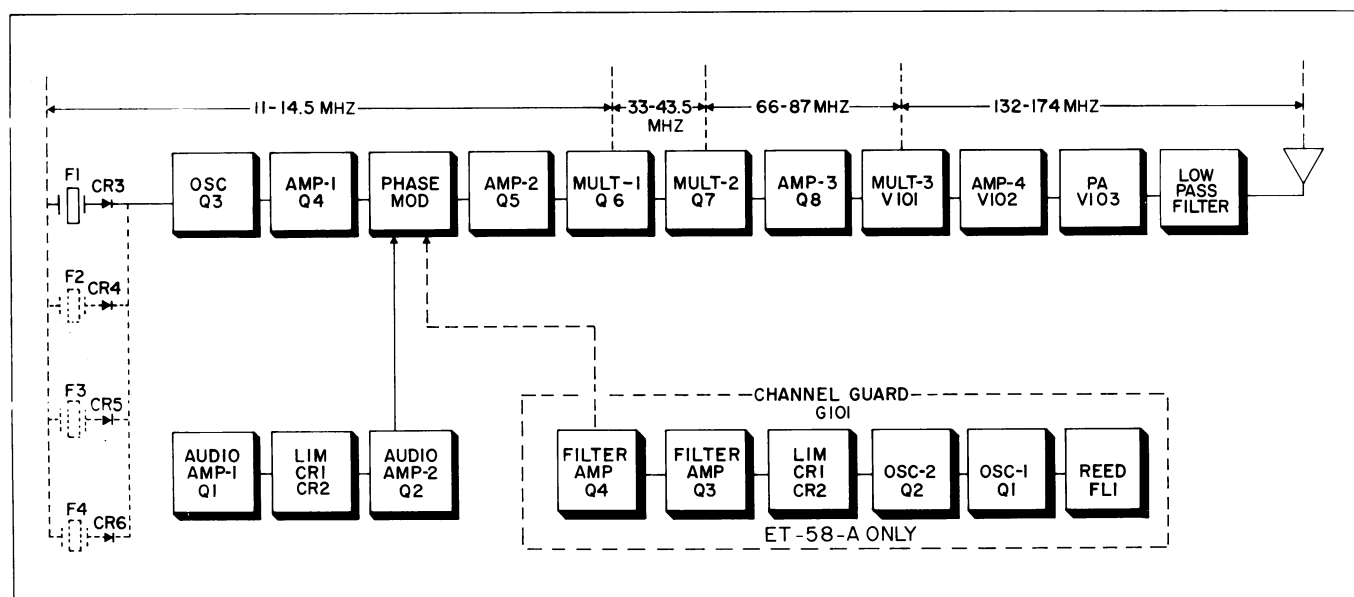 11-14.5 MHZ
33-43.5 MHZ
66-87 MHZ
132-174 MHZ
F1
CR3
OSC
Q3
AMP-1
Q4
PHASE
MOD
AMP-2
Q5
MULT-1
Q6
MULT-2
Q7
AMP-3
Q8
MULT-3
V101
AMP-4
V102
PA
V103
LOW
PASS
FILTER
F2
CR4
F3
CR5
F4
CR6
AUDIO
AMP-1
Q1
LIM
CR1
CR2
AUDIO
AMP-2
Q2
CHANNEL GUARD
G101
FILTER
AMP
Q4
FILTER
AMP
Q3
LIM
CR1
CR2
OSC-2
Q2
OSC-1
Q1
REED
FL1
ET-58-A ONLY